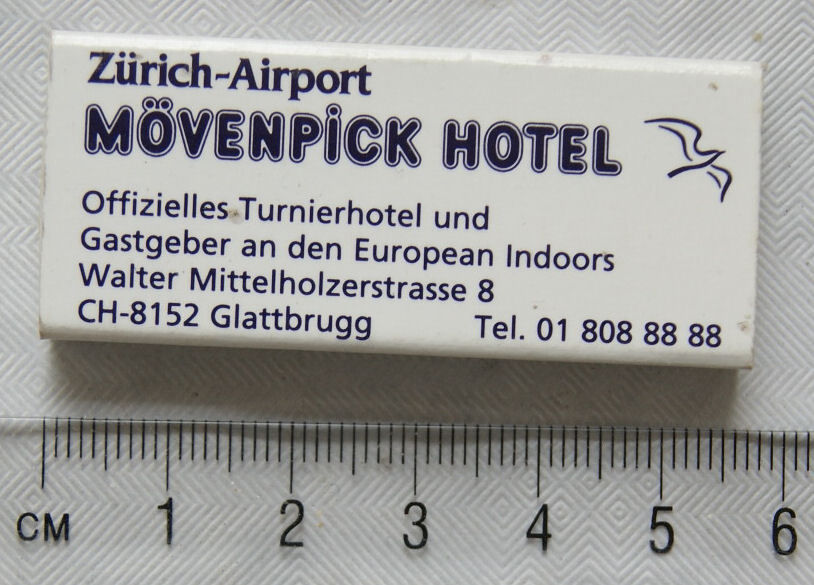 Zürich-Airport
MÖVENPiCK HOTEL
Offizielles Turnierhotel und
Gastgeber an den European Indoors
Walter Mittelholzerstrasse 8
CH-8152 Glattbrugg Tel. 01 808 88 88
CM 1 2 3 4 5 6